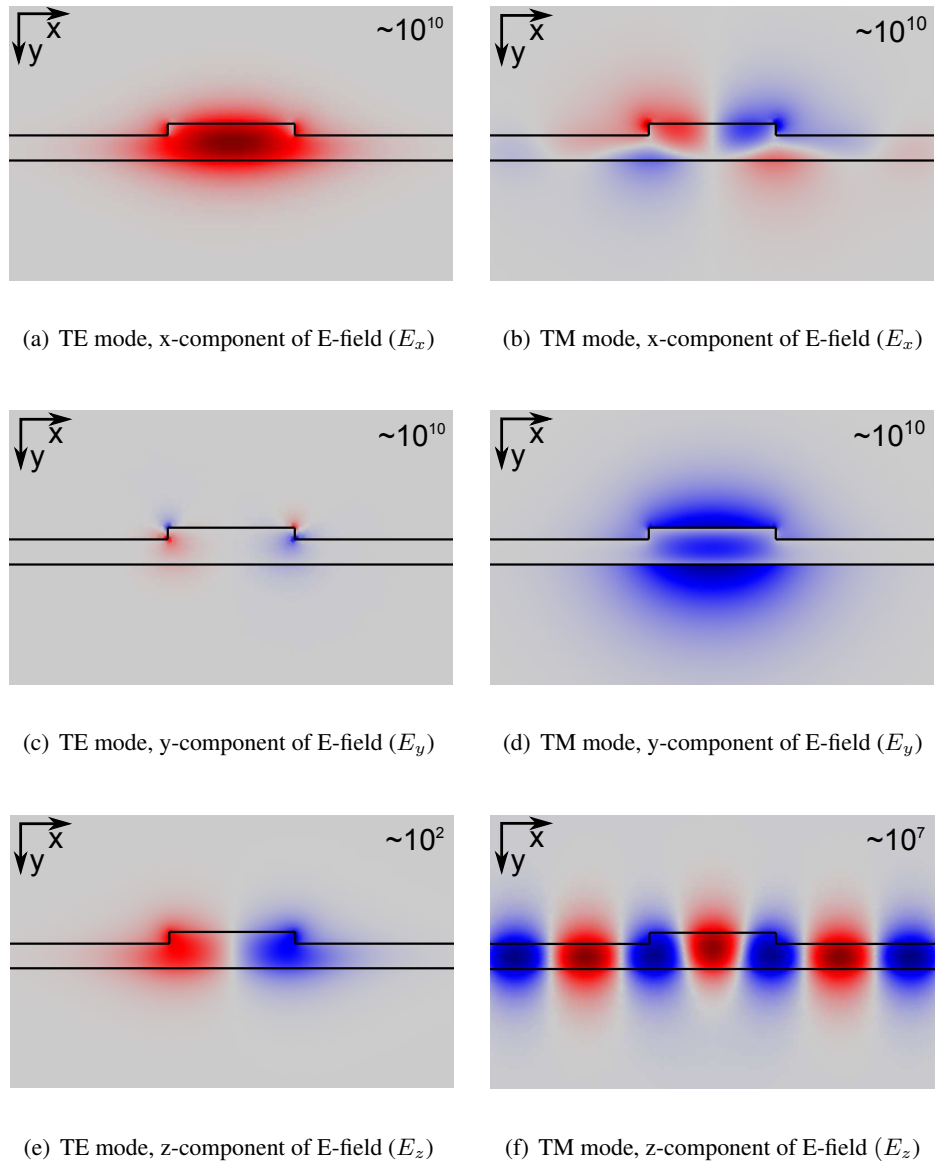 x
y
~10¹⁰
x
y
~10¹⁰
(a) TE mode, x-component of E-field (Eₓ)
(b) TM mode, x-component of E-field (Eₓ)
x
y
~10¹⁰
x
y
~10¹⁰
(c) TE mode, y-component of E-field (E_y)
(d) TM mode, y-component of E-field (E_y)
x
y
~10²
x
y
~10⁷
(e) TE mode, z-component of E-field (E_z)
(f) TM mode, z-component of E-field (E_z)